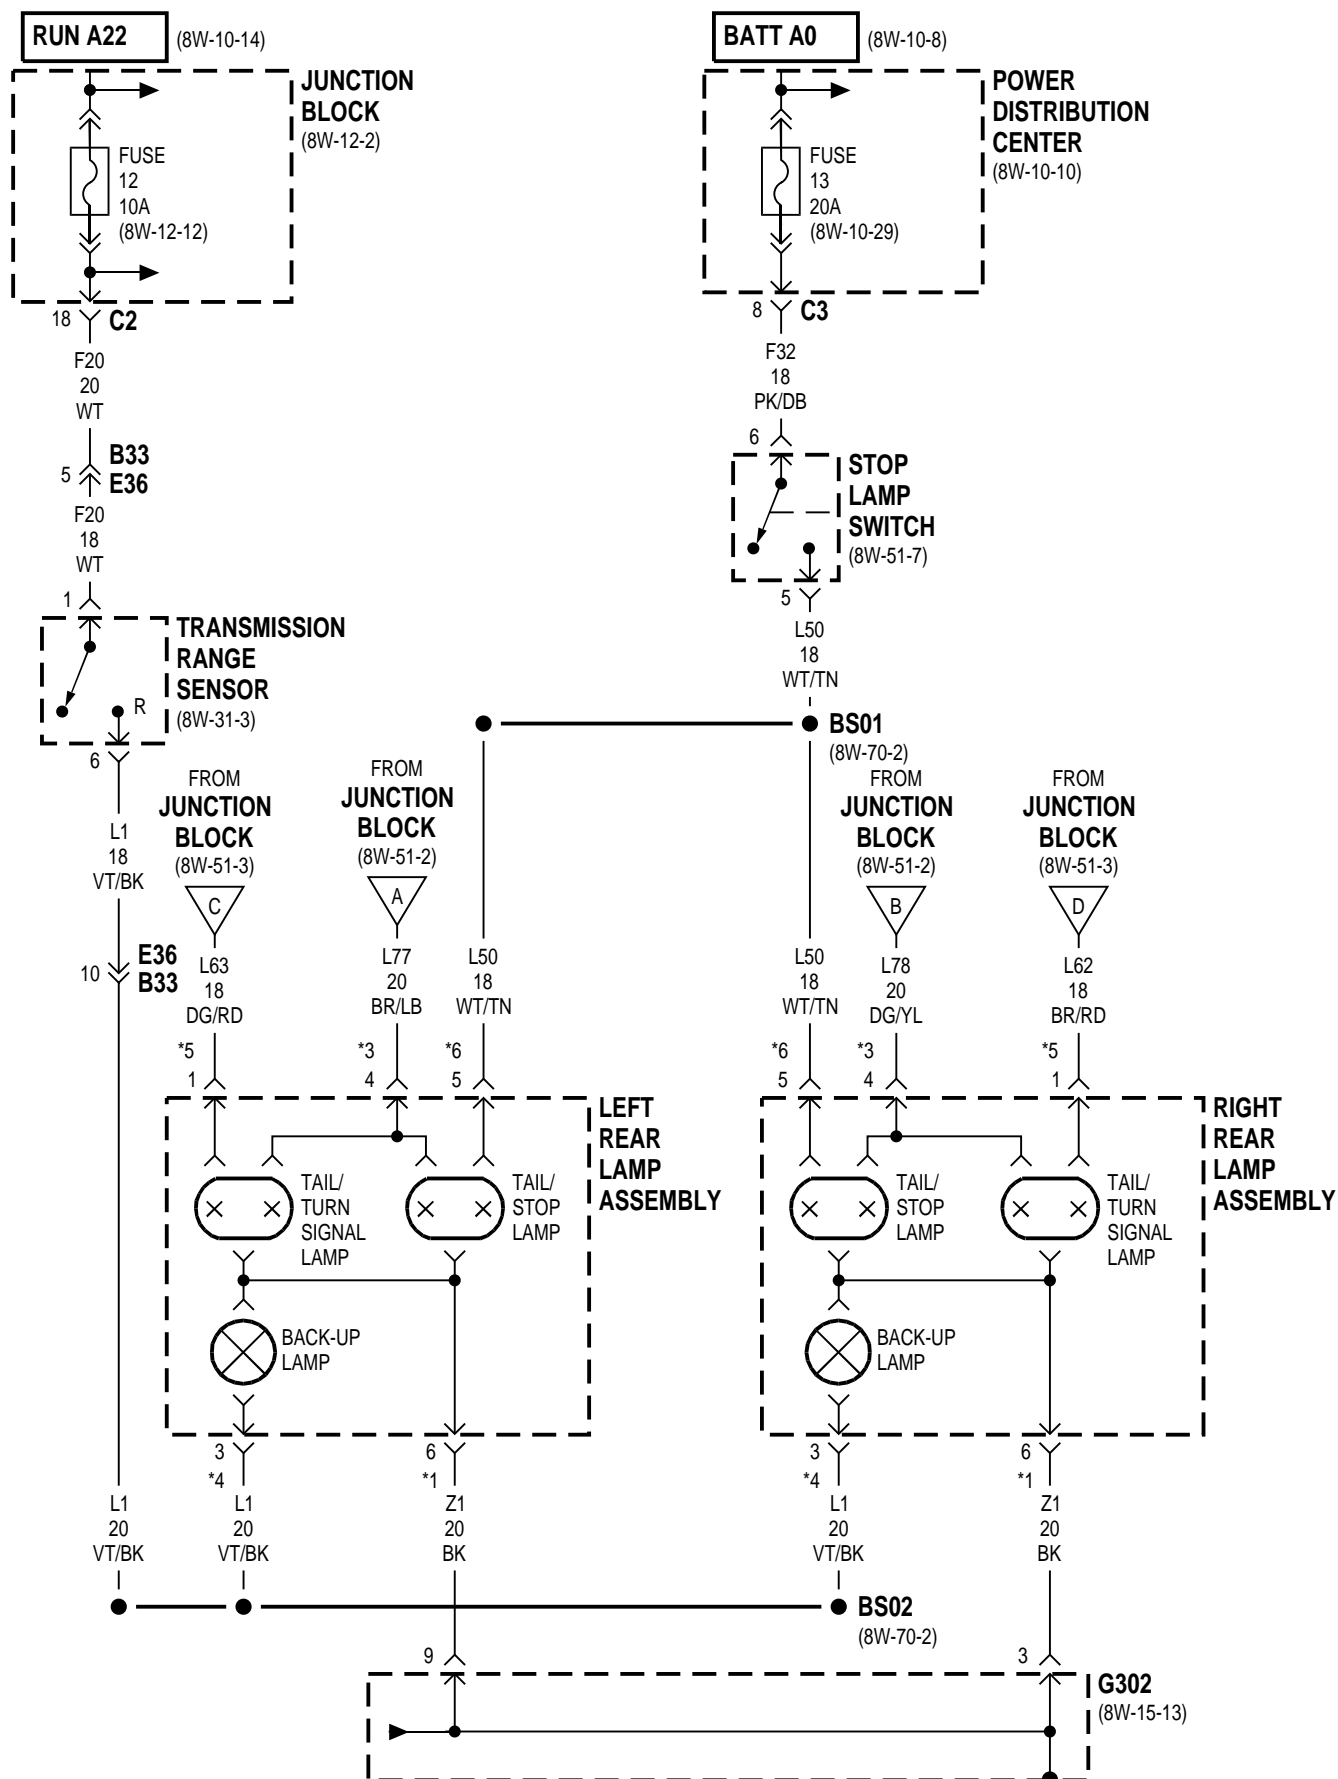 RUN A22
(8W-10-14)
BATT A0
(8W-10-8)
JUNCTION
BLOCK
(8W-12-2)
FUSE
12
10A
(8W-12-12)
POWER
DISTRIBUTION
CENTER
(8W-10-10)
FUSE
13
20A
(8W-10-29)
18
C2
8
C3
F20
20
WT
F32
18
PK/DB
5
B33
E36
F20
18
WT
6
STOP
LAMP
SWITCH
(8W-51-7)
1
TRANSMISSION
RANGE
SENSOR
(8W-31-3)
R
5
L50
18
WT/TN
BS01
(8W-70-2)
6
L1
18
VT/BK
FROM
JUNCTION
BLOCK
(8W-51-3)
C
FROM
JUNCTION
BLOCK
(8W-51-2)
A
FROM
JUNCTION
BLOCK
(8W-51-2)
B
FROM
JUNCTION
BLOCK
(8W-51-3)
D
10
E36
B33
L63
18
DG/RD
L77
20
BR/LB
L50
18
WT/TN
L50
18
WT/TN
L78
20
DG/YL
L62
18
BR/RD
*5
1
*3
4
*6
5
*6
5
*3
4
*5
1
LEFT
REAR
LAMP
ASSEMBLY
RIGHT
REAR
LAMP
ASSEMBLY
TAIL/
TURN
SIGNAL
LAMP
TAIL/
STOP
LAMP
TAIL/
STOP
LAMP
TAIL/
TURN
SIGNAL
LAMP
BACK-UP
LAMP
BACK-UP
LAMP
3
*4
6
*1
3
*4
6
*1
L1
20
VT/BK
L1
20
VT/BK
Z1
20
BK
L1
20
VT/BK
Z1
20
BK
BS02
(8W-70-2)
9
3
G302
(8W-15-13)